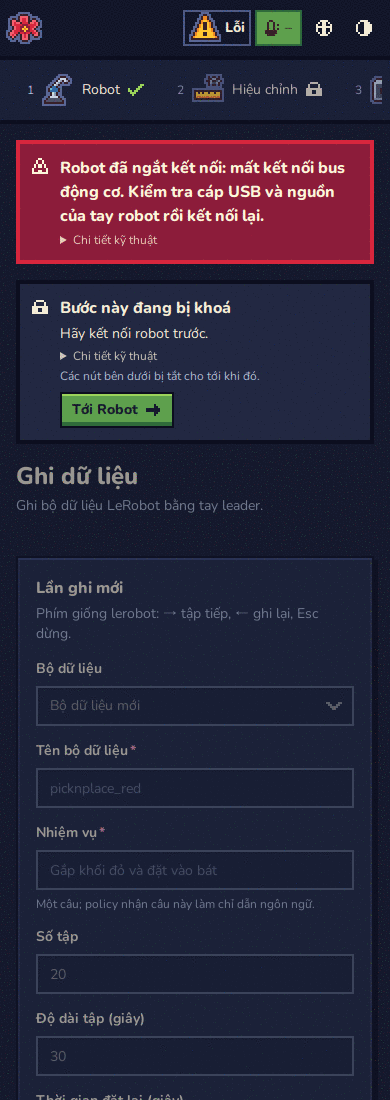 Lỗi
–
1 Robot
2 Hiệu chỉnh
3
Robot đã ngắt kết nối: mất kết nối bus
động cơ. Kiểm tra cáp USB và nguồn
của tay robot rồi kết nối lại.
Chi tiết kỹ thuật
Bước này đang bị khoá
Hãy kết nối robot trước.
Chi tiết kỹ thuật
Các nút bên dưới bị tắt cho tới khi đó.
Tới Robot →
Ghi dữ liệu
Ghi bộ dữ liệu LeRobot bằng tay leader.
Lần ghi mới
Phím giống lerobot: → tập tiếp, ← ghi lại, Esc
dừng.
Bộ dữ liệu
Bộ dữ liệu mới
Tên bộ dữ liệu *
picknplace_red
Nhiệm vụ *
Gắp khối đỏ và đặt vào bát
Một câu; policy nhận câu này làm chỉ dẫn ngôn ngữ.
Số tập
20
Độ dài tập (giây)
30
Thời gian đặt lại (giây)